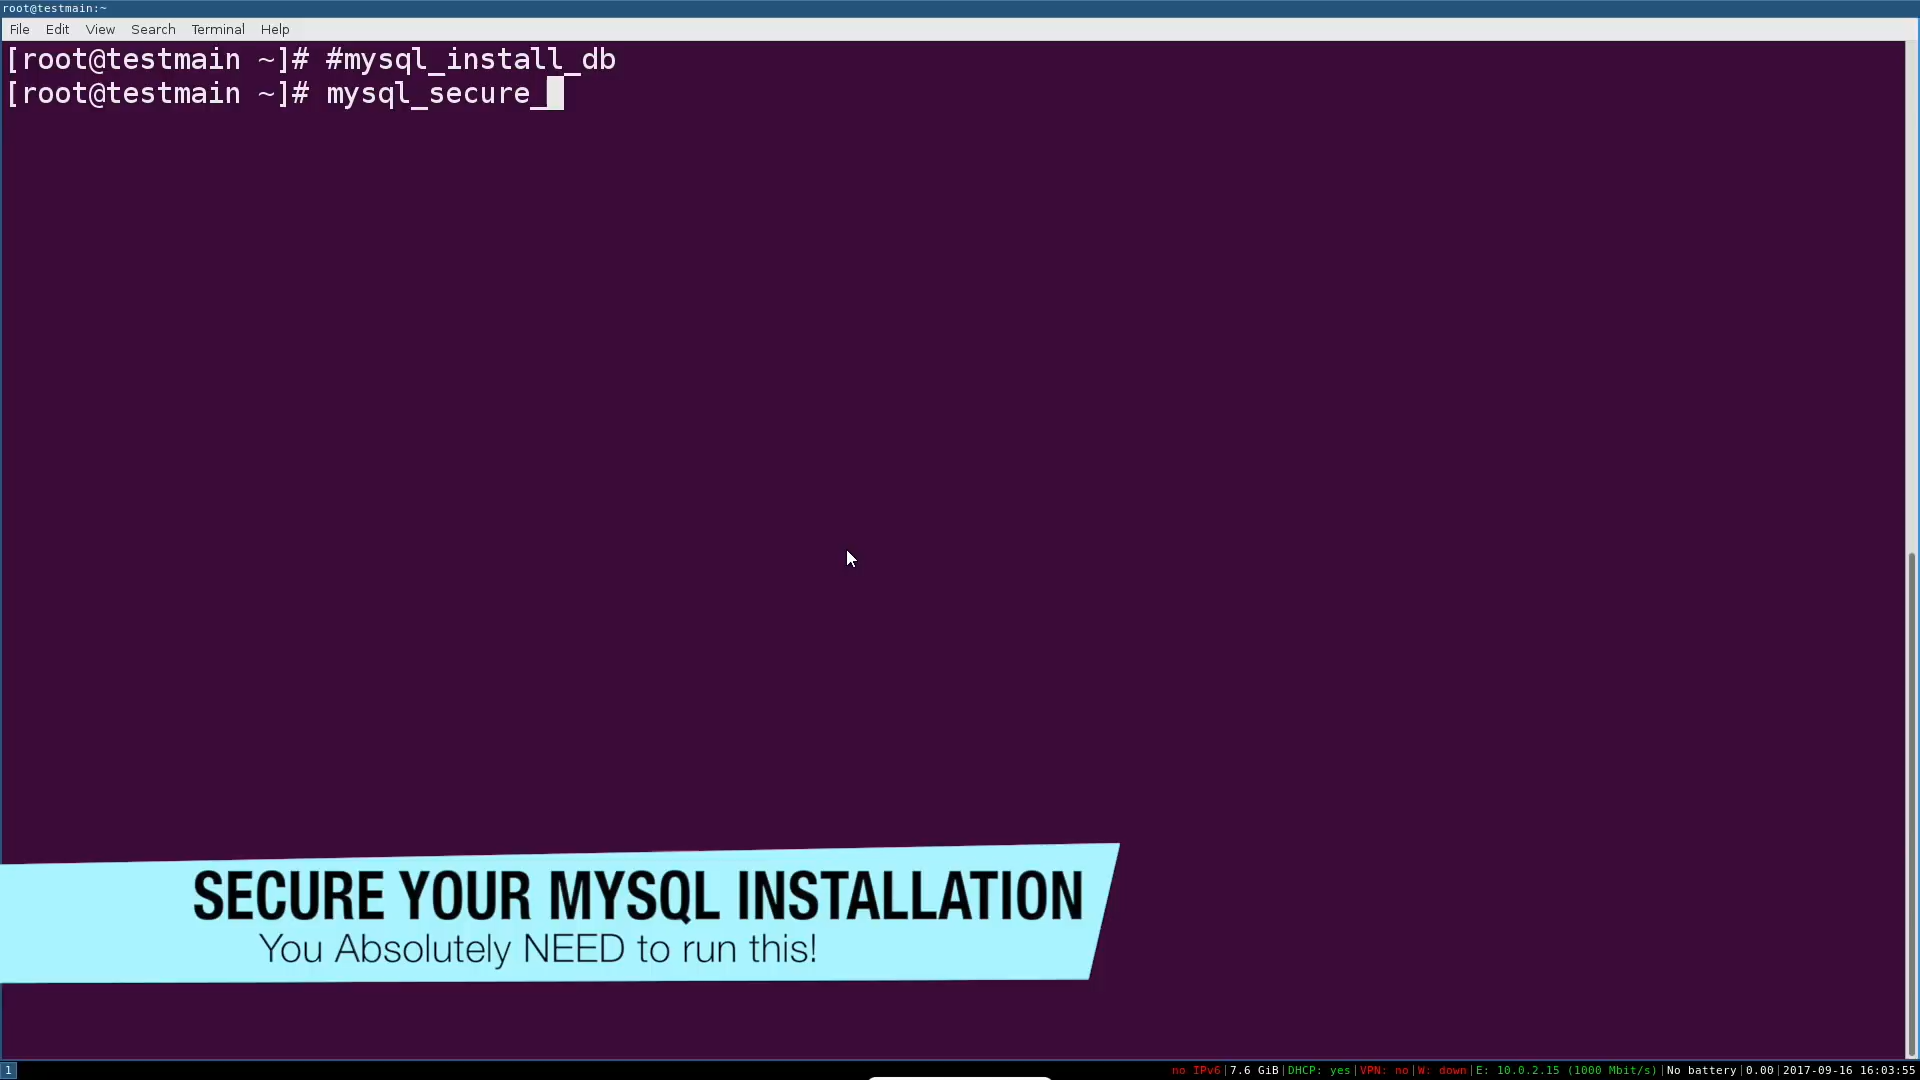 root@testmain:~
File Edit View Search Terminal Help
[root@testmain ~]# #mysql_install_db
[root@testmain ~]# mysql_secure_
SECURE YOUR MYSQL INSTALLATION
You Absolutely NEED to run this!
1 no IPv6|7.6 GiB|DHCP: yes|VPN: no|W: down|E: 10.0.2.15 (1000 Mbit/s)|No battery|0.00|2017-09-16 16:03:55